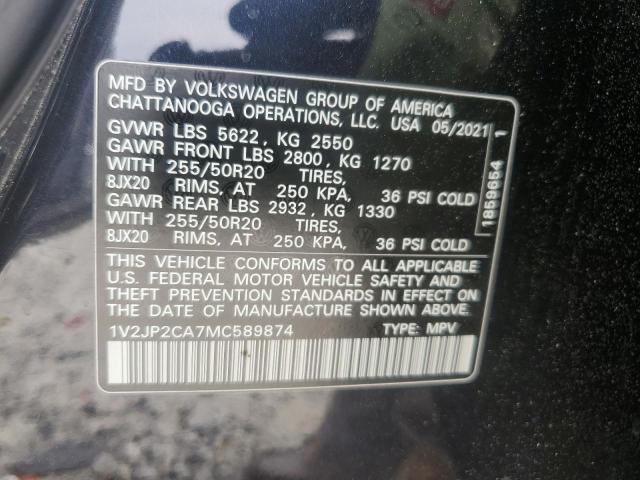 MFD BY VOLKSWAGEN GROUP OF AMERICA
CHATTANOOGA OPERATIONS, LLC. USA 05/2021
GVWR LBS 5622, KG 2550
GAWR FRONT LBS 2800, KG 1270
WITH 255/50R20 TIRES,
8JX20 RIMS, AT 250 KPA, 36 PSI COLD
GAWR REAR LBS 2932, KG 1330
WITH 255/50R20 TIRES,
8JX20 RIMS, AT 250 KPA, 36 PSI COLD
THIS VEHICLE CONFORMS TO ALL APPLICABLE
U.S. FEDERAL MOTOR VEHICLE SAFETY AND
THEFT PREVENTION STANDARDS IN EFFECT ON
THE DATE OF MANUFACTURE SHOWN ABOVE.
1V2JP2CA7MC589874 TYPE: MPV
1859654 1